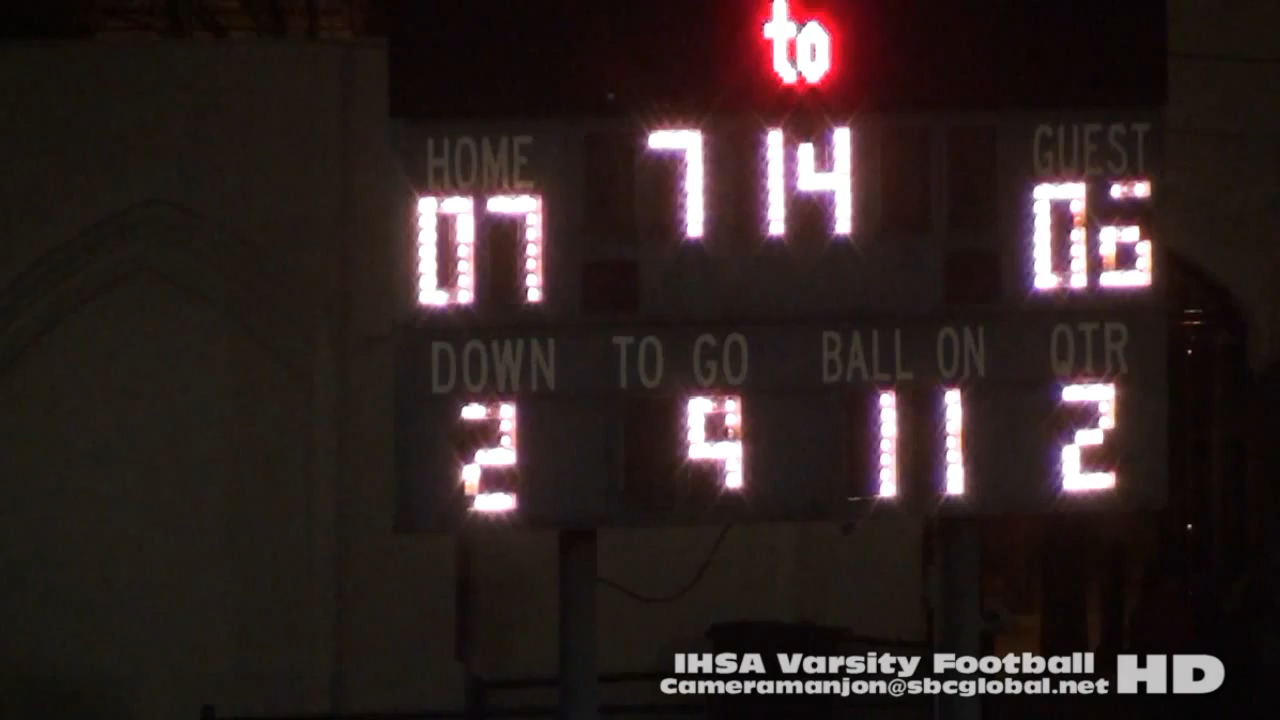 to
HOME 7 14 GUEST
07 06
DOWN TO GO BALL ON QTR
2 9 11 2
IHSA Varsity Football HD
Cameramanjon@sbcglobal.net